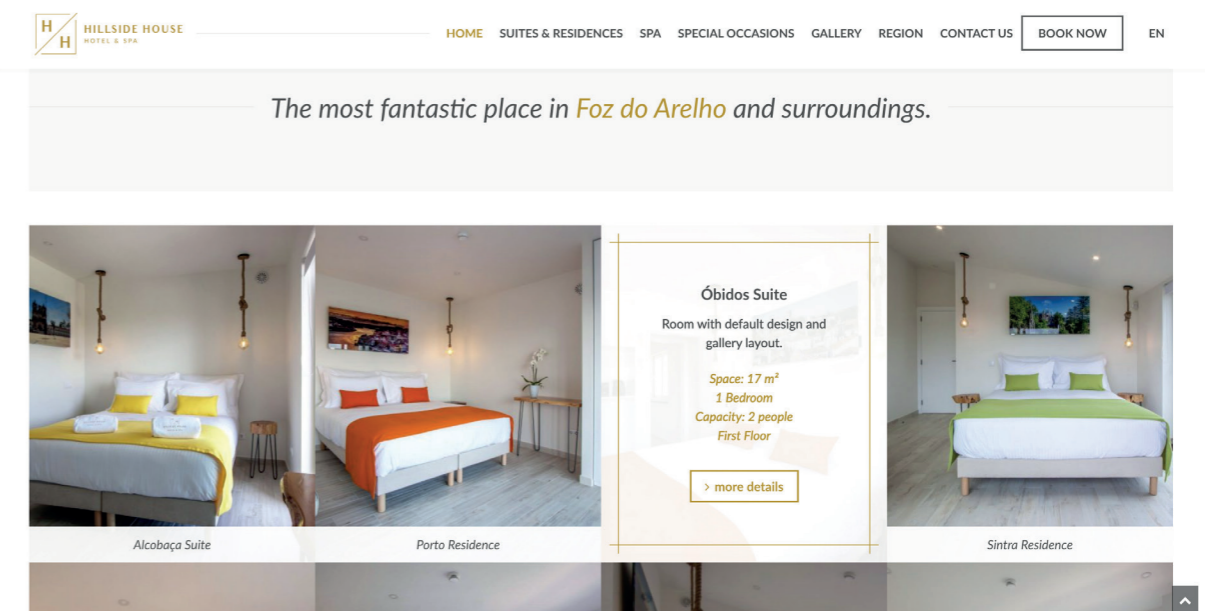 H
H
HILLSIDE HOUSE
HOTEL & SPA
HOME SUITES & RESIDENCES SPA SPECIAL OCCASIONS GALLERY REGION CONTACT US BOOK NOW EN
The most fantastic place in Foz do Arelho and surroundings.
Óbidos Suite
Room with default design and
gallery layout.
Space: 17 m²
1 Bedroom
Capacity: 2 people
First Floor
› more details
Alcobaça Suite
Porto Residence
Sintra Residence